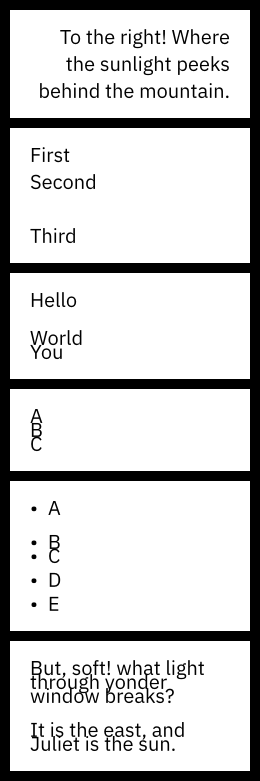 To the right! Where
the sunlight peeks
behind the mountain.
First
Second
Third
Hello
World
You
A
B
C
• A
• B
• C
• D
• E
But, soft! what light
through yonder
window breaks?
It is the east, and
Juliet is the sun.